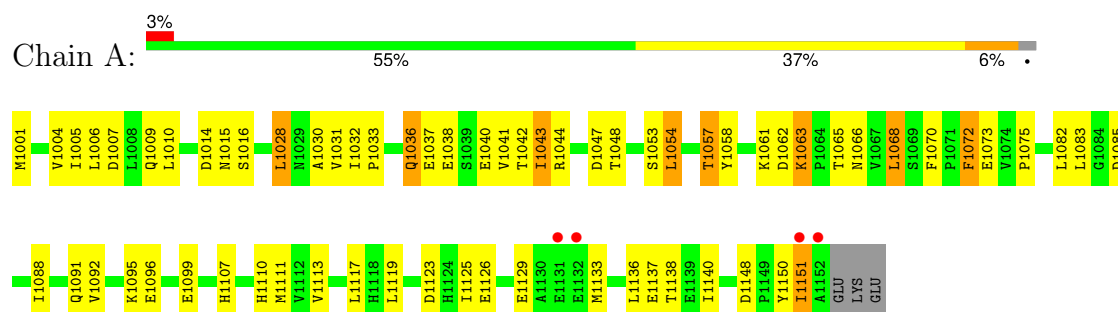 3%
Chain A:
55% 37% 6% •
M1001 V1004 I1005 L1006 D1007 L1008 Q1009 L1010 D1014 N1015 S1016 L1028 N1029 A1030 V1031 I1032 P1033 Q1036 E1037 E1038 S1039 E1040 V1041 T1042 I1043 R1044 D1047 T1048 S1053 L1054 T1057 Y1058 K1061 D1062 K1063 P1064 T1065 N1066 V1067 L1068 S1069 F1070 P1071 F1072 E1073 V1074 P1075 L1082 L1083 G1084 D1085
I1088 Q1091 V1092 K1095 E1096 E1099 H1107 H1110 M1111 V1112 V1113 L1117 H1118 L1119 D1123 H1124 I1125 E1126 E1129 A1130 E1131 E1132 M1133 L1136 E1137 T1138 E1139 I1140 D1148 P1149 Y1150 I1151 A1152 GLU LYS GLU